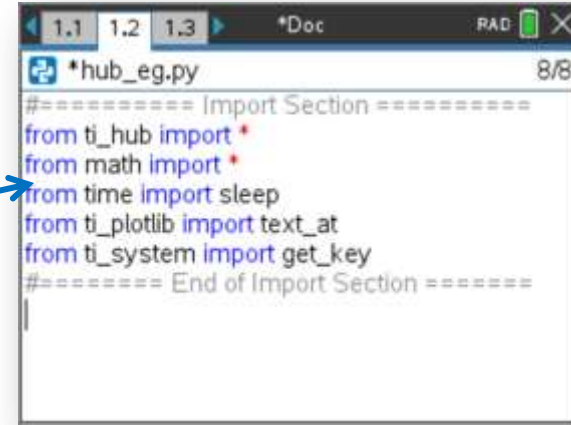 1.1 1.2 1.3 *Doc RAD
*hub_eg.py 8/8
#========== Import Section ==========
from ti_hub import *
from math import *
from time import sleep
from ti_plotlib import text_at
from ti_system import get_key
#======== End of Import Section =======